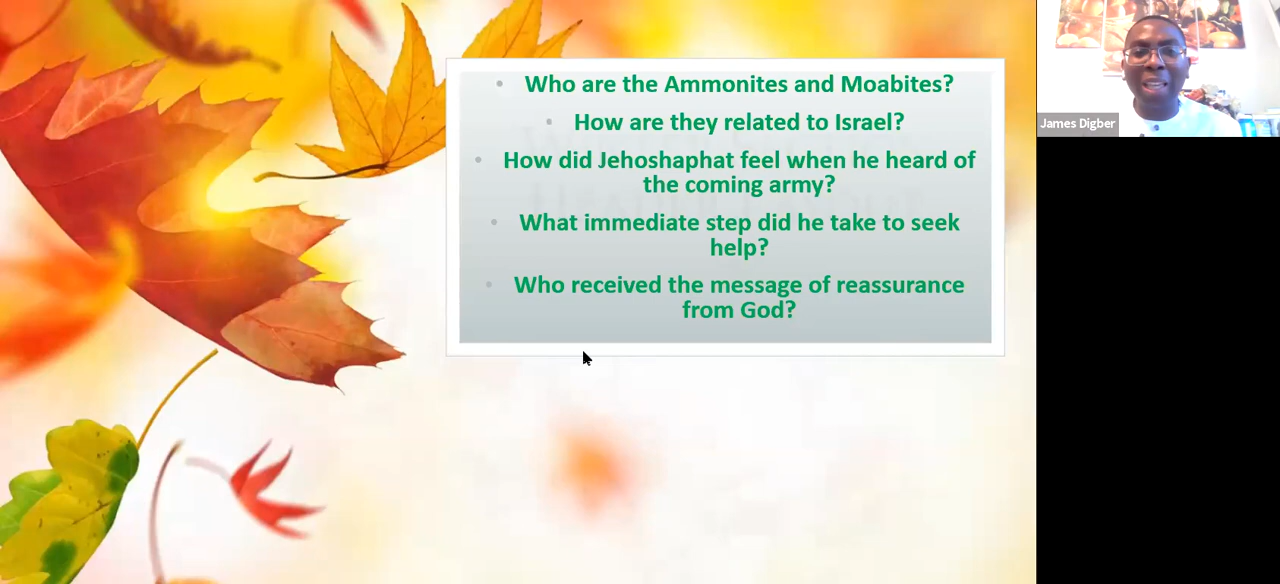 • Who are the Ammonites and Moabites?
• How are they related to Israel?
• How did Jehoshaphat feel when he heard of
the coming army?
• What immediate step did he take to seek
help?
• Who received the message of reassurance
from God?
James Digber